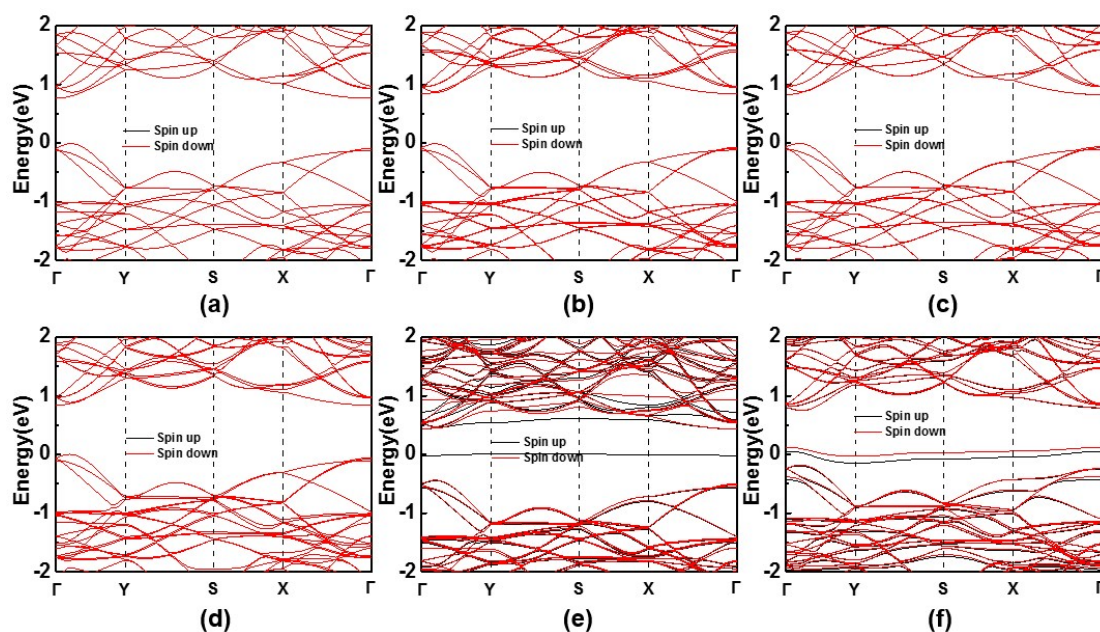 2 2 2
1 1 1
Energy(eV) Energy(eV) Energy(eV)
Spin up Spin up Spin up
0 0 0
Spin down Spin down Spin down
-1 -1 -1
-2 -2 -2
Γ Y S X Γ Γ Y S X Γ Γ Y S X Γ
(a) (b) (c)
2 2 2
1 1 1
Energy(eV) Energy(eV) Energy(eV)
Spin up Spin up Spin up
Spin down Spin down Spin down
0 0 0
-1 -1 -1
-2 -2 -2
Γ Y S X Γ Γ Y S X Γ Γ Y S X Γ
(d) (e) (f)